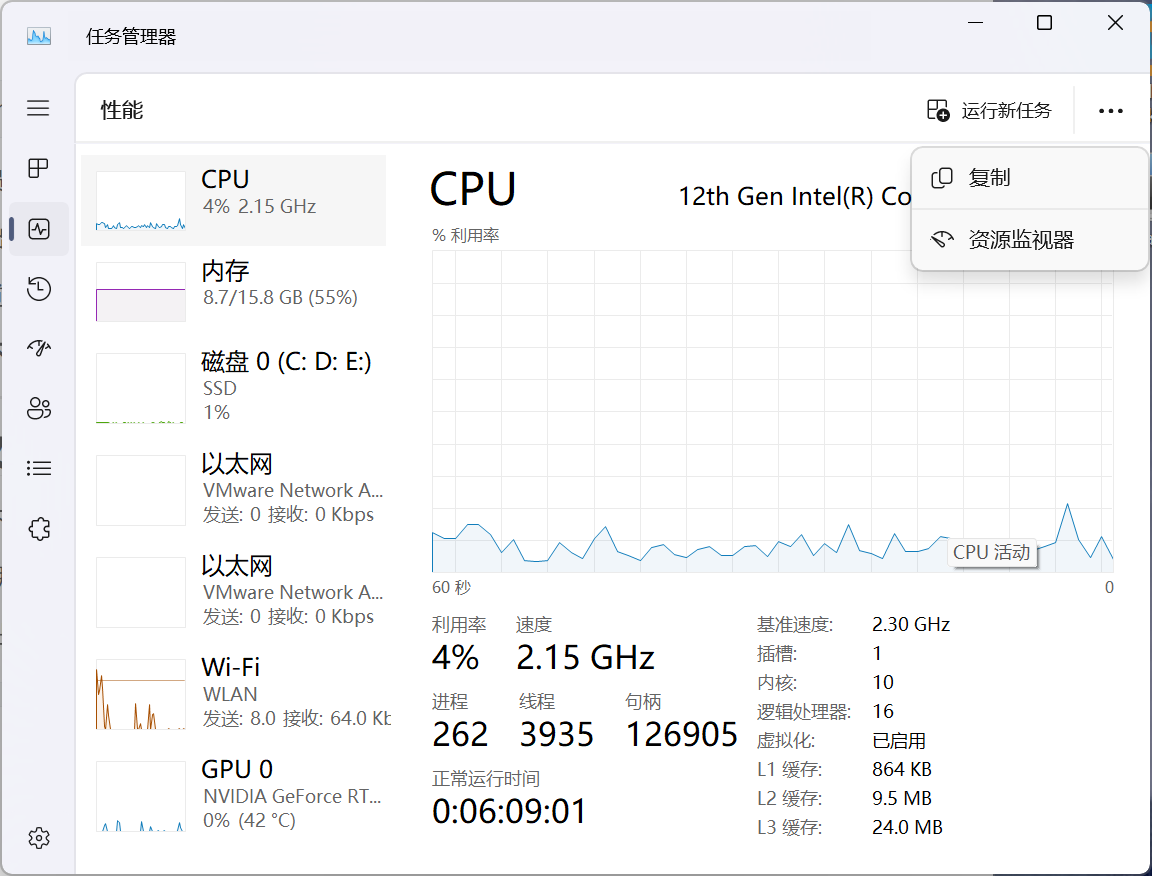 任务管理器
性能
运行新任务
复制
资源监视器
CPU
4% 2.15 GHz
内存
8.7/15.8 GB (55%)
磁盘 0 (C: D: E:)
SSD
1%
以太网
VMware Network A...
发送: 0 接收: 0 Kbps
以太网
VMware Network A...
发送: 0 接收: 0 Kbps
Wi-Fi
WLAN
发送: 8.0 接收: 64.0 Kb
GPU 0
NVIDIA GeForce RT...
0% (42 °C)
CPU
12th Gen Intel(R) Co
% 利用率
CPU 活动
60 秒
0
利用率
速度
4%
2.15 GHz
进程
线程
句柄
262
3935
126905
正常运行时间
0:06:09:01
基准速度: 2.30 GHz
插槽: 1
内核: 10
逻辑处理器: 16
虚拟化: 已启用
L1 缓存: 864 KB
L2 缓存: 9.5 MB
L3 缓存: 24.0 MB